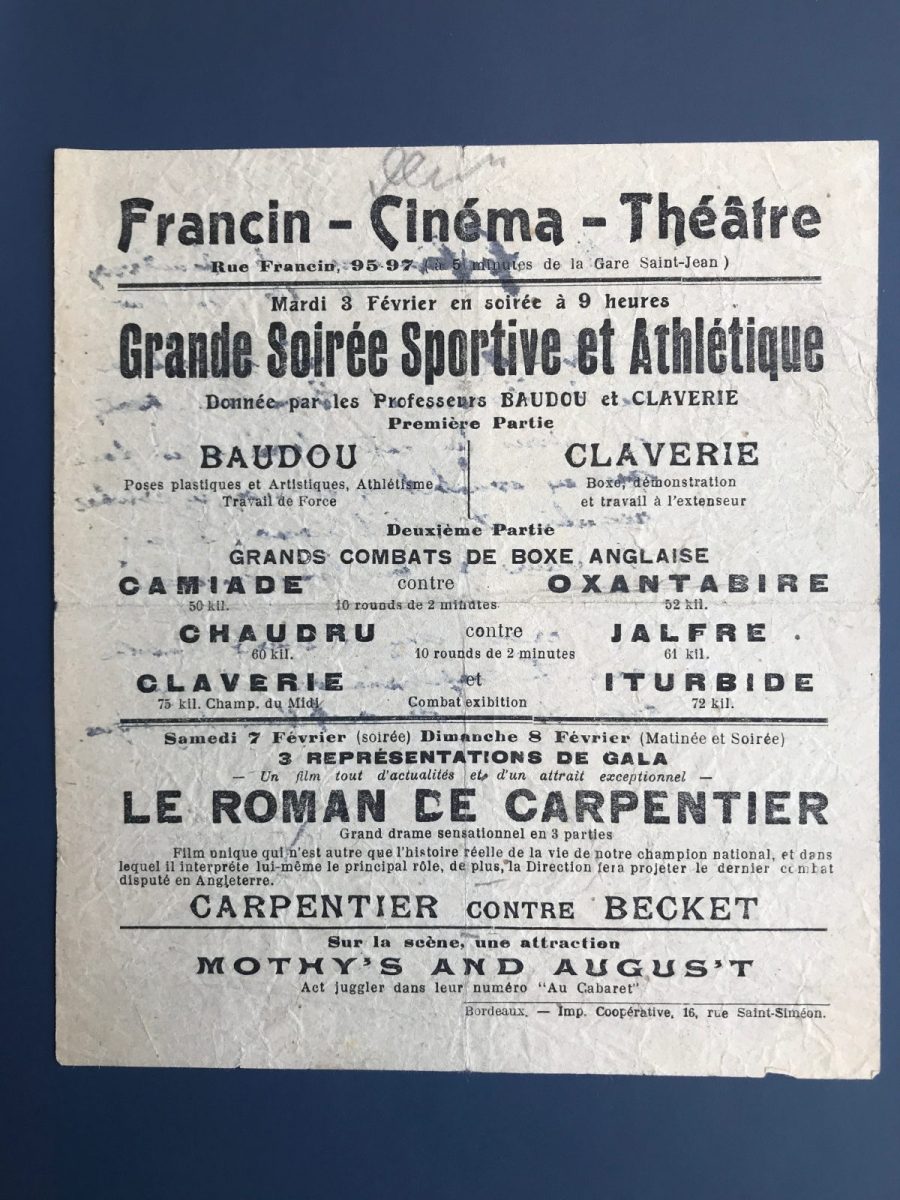 Francin - Cinéma - Théâtre
Rue Francin, 95-97 (à 5 minutes de la Gare Saint-Jean)
Mardi 3 Février en soirée à 9 heures
Grande Soirée Sportive et Athlétique
Donnée par les Professeurs BAUDOU et CLAVERIE
Première Partie
BAUDOU
Poses plastiques et Artistiques, Athlétisme
Travail de Force
CLAVERIE
Boxe, démonstration
et travail à l'extenseur
Deuxième Partie
GRANDS COMBATS DE BOXE ANGLAISE
CAMIADE contre OXANTABIRE
50 kil. 10 rounds de 2 minutes 52 kil.
CHAUDRU contre JALFRE.
60 kil. 10 rounds de 2 minutes 61 kil.
CLAVERIE et ITURBIDE
75 kil. Champ. du Midi Combat exibition 72 kil.
Samedi 7 Février (soirée) Dimanche 8 Février (Matinée et Soirée)
3 REPRÉSENTATIONS DE GALA
— Un film tout d'actualités et d'un attrait exceptionnel —
LE ROMAN DE CARPENTIER
Grand drame sensationnel en 3 parties
Film unique qui n'est autre que l'histoire réelle de la vie de notre champion national, et dans
lequel il interpréte lui-même le principal rôle, de plus, la Direction fera projeter le dernier combat
disputé en Angleterre.
CARPENTIER CONTRE BECKET
Sur la scène, une attraction
MOTHY'S AND AUGUS'T
Act juggler dans leur numéro "Au Cabaret"
Bordeaux. — Imp. Coopérative, 16, rue Saint-Siméon.